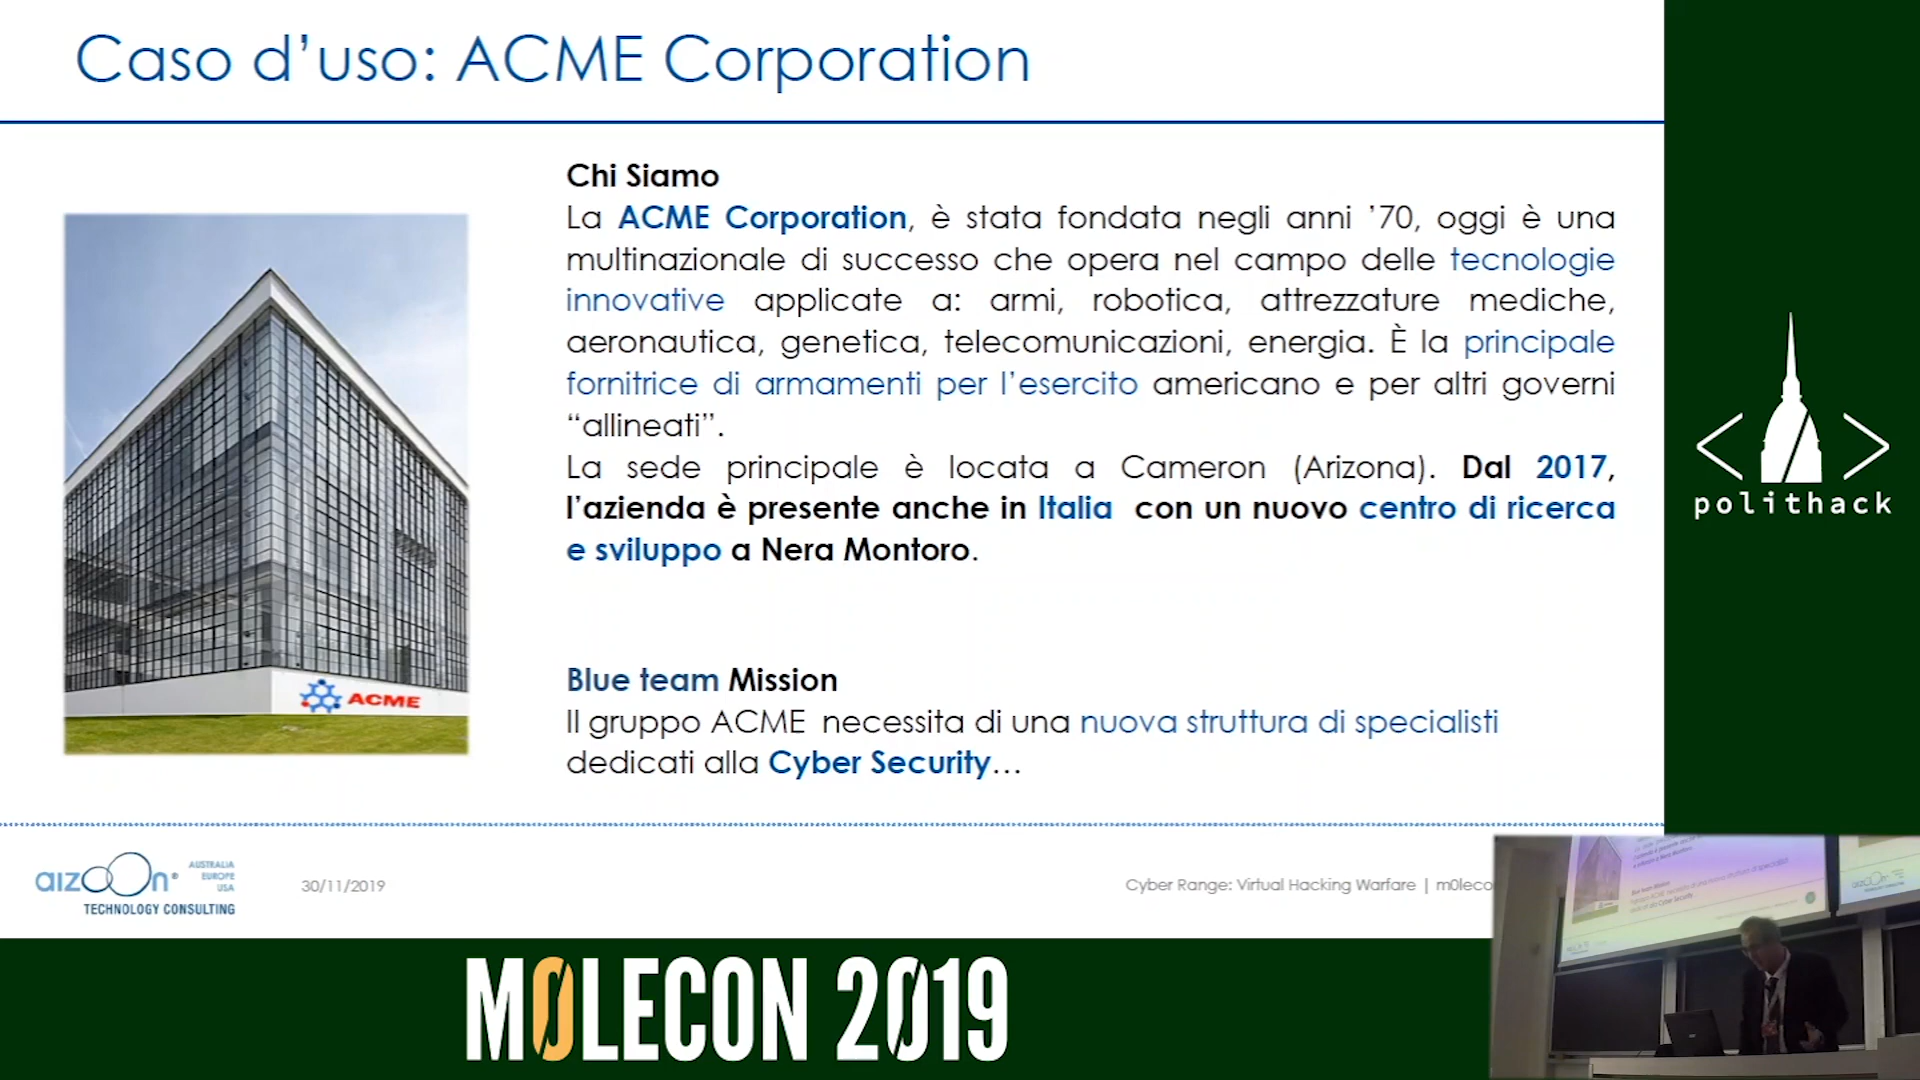 Caso d’uso: ACME Corporation
Chi Siamo
La ACME Corporation, è stata fondata negli anni ’70, oggi è una
multinazionale di successo che opera nel campo delle tecnologie
innovative applicate a: armi, robotica, attrezzature mediche,
aeronautica, genetica, telecomunicazioni, energia. È la principale
fornitrice di armamenti per l’esercito americano e per altri governi
“allineati”.
La sede principale è locata a Cameron (Arizona). Dal 2017,
l’azienda è presente anche in Italia con un nuovo centro di ricerca
e sviluppo a Nera Montoro.
ACME
Blue team Mission
Il gruppo ACME necessita di una nuova struttura di specialisti
dedicati alla Cyber Security…
polithack
aizoOn®
AUSTRALIA
EUROPE
USA
TECHNOLOGY CONSULTING
30/11/2019
Cyber Range: Virtual Hacking Warfare | m0leco
MØLECON 2019